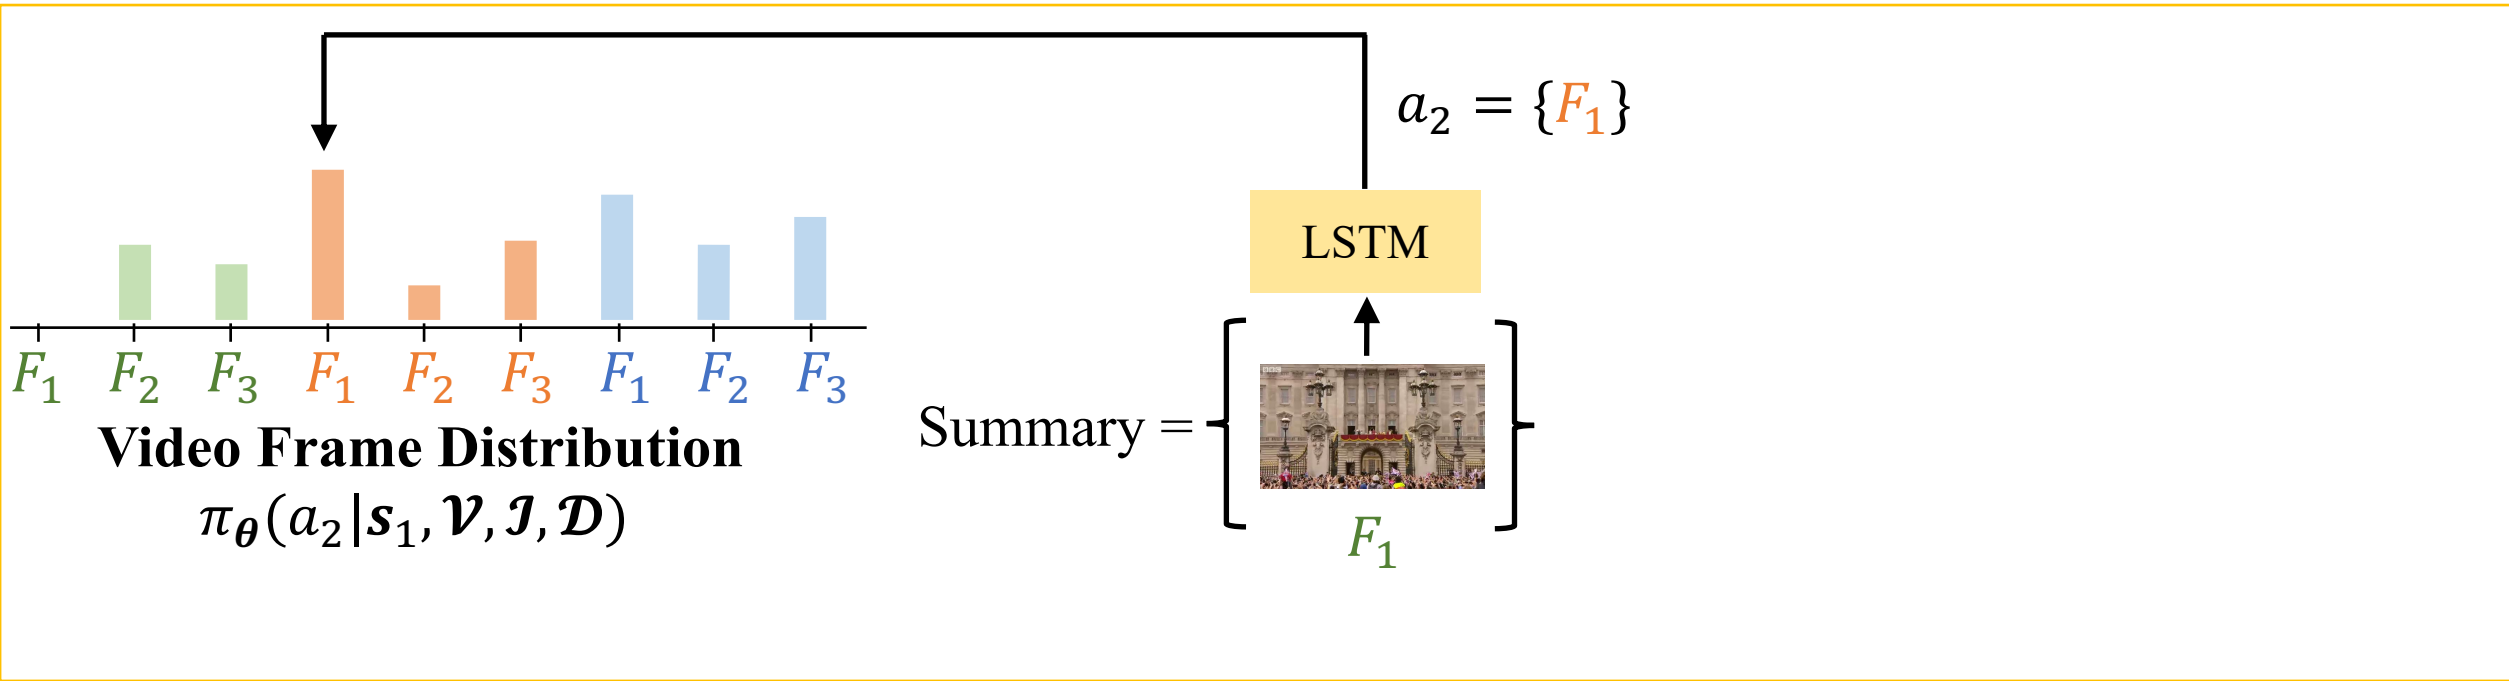 a₂ = {F₁}
LSTM
F₁ F₂ F₃ F₁ F₂ F₃ F₁ F₂ F₃
Video Frame Distribution
π_θ(a₂|s₁, 𝓥, 𝓘, 𝓓)
Summary =
BBC
F₁